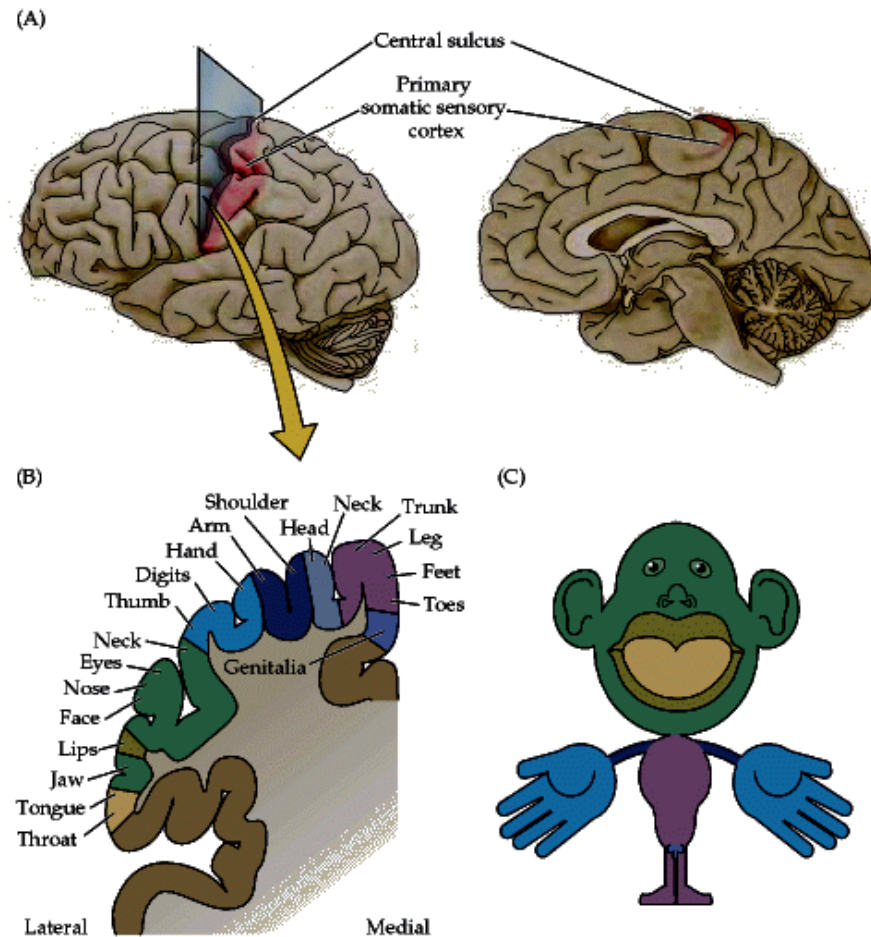 (A)
Central sulcus
Primary
somatic sensory
cortex
(B)
Shoulder
Arm
Hand
Digits
Thumb
Neck
Eyes
Nose
Face
Lips
Jaw
Tongue
Throat
Head
Neck
Trunk
Leg
Feet
Toes
Genitalia
Lateral
Medial
(C)